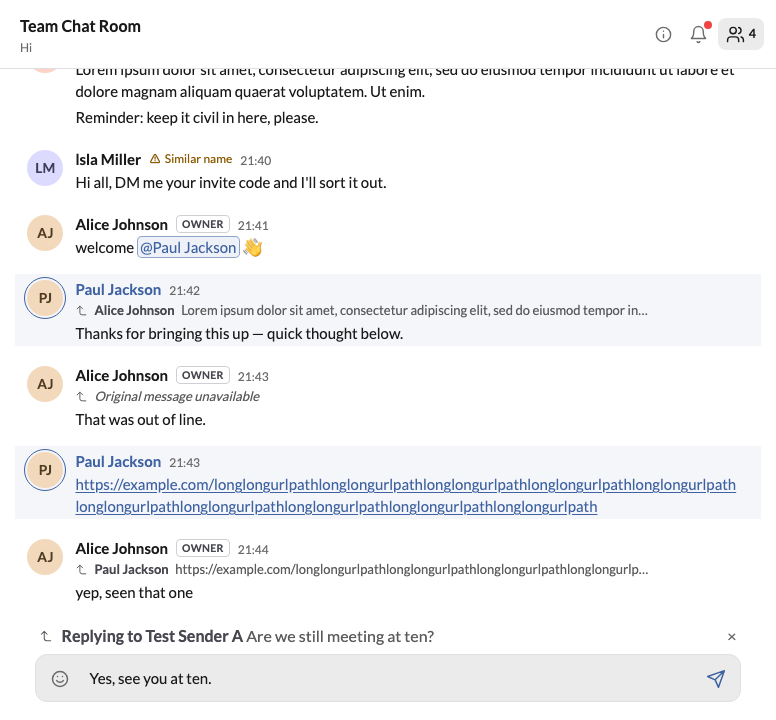 Team Chat Room
Hi
4
Lorem ipsum dolor sit amet, consectetur adipiscing elit, sed do eiusmod tempor incididunt ut labore et
dolore magnam aliquam quaerat voluptatem. Ut enim.
Reminder: keep it civil in here, please.
LM
lsla Miller Similar name 21:40
Hi all, DM me your invite code and I'll sort it out.
AJ
Alice Johnson OWNER 21:41
welcome @Paul Jackson 👋
PJ
Paul Jackson 21:42
Alice Johnson Lorem ipsum dolor sit amet, consectetur adipiscing elit, sed do eiusmod tempor in...
Thanks for bringing this up — quick thought below.
AJ
Alice Johnson OWNER 21:43
Original message unavailable
That was out of line.
PJ
Paul Jackson 21:43
https://example.com/longlongurlpathlonglongurlpathlonglongurlpathlonglongurlpathlonglongurlpath
longlongurlpathlonglongurlpathlonglongurlpathlonglongurlpathlonglongurlpath
AJ
Alice Johnson OWNER 21:44
Paul Jackson https://example.com/longlongurlpathlonglongurlpathlonglongurlpathlonglongurlp...
yep, seen that one
Replying to Test Sender A Are we still meeting at ten? ×
Yes, see you at ten.